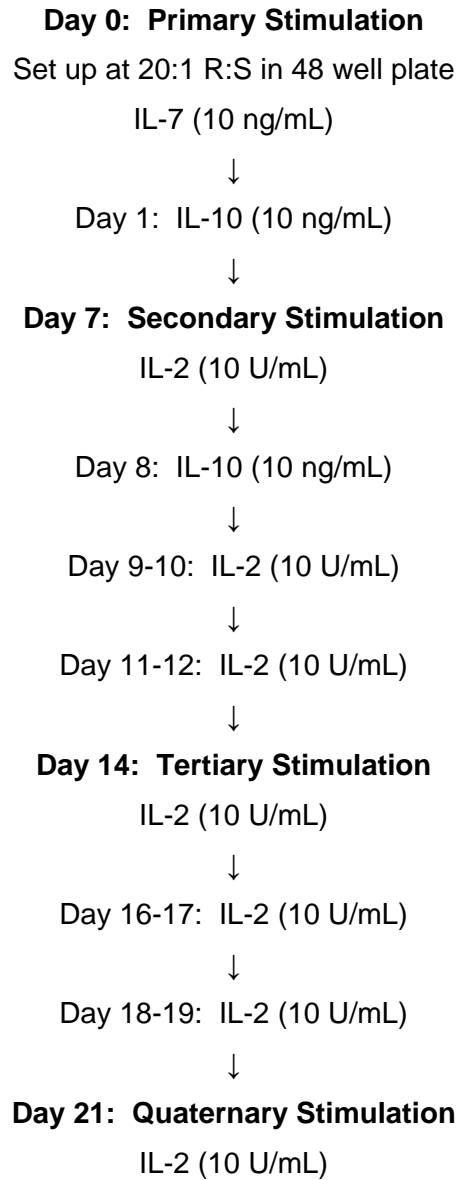 Day 0: Primary Stimulation
Set up at 20:1 R:S in 48 well plate
IL-7 (10 ng/mL)
↓
Day 1: IL-10 (10 ng/mL)
↓
Day 7: Secondary Stimulation
IL-2 (10 U/mL)
↓
Day 8: IL-10 (10 ng/mL)
↓
Day 9-10: IL-2 (10 U/mL)
↓
Day 11-12: IL-2 (10 U/mL)
↓
Day 14: Tertiary Stimulation
IL-2 (10 U/mL)
↓
Day 16-17: IL-2 (10 U/mL)
↓
Day 18-19: IL-2 (10 U/mL)
↓
Day 21: Quaternary Stimulation
IL-2 (10 U/mL)